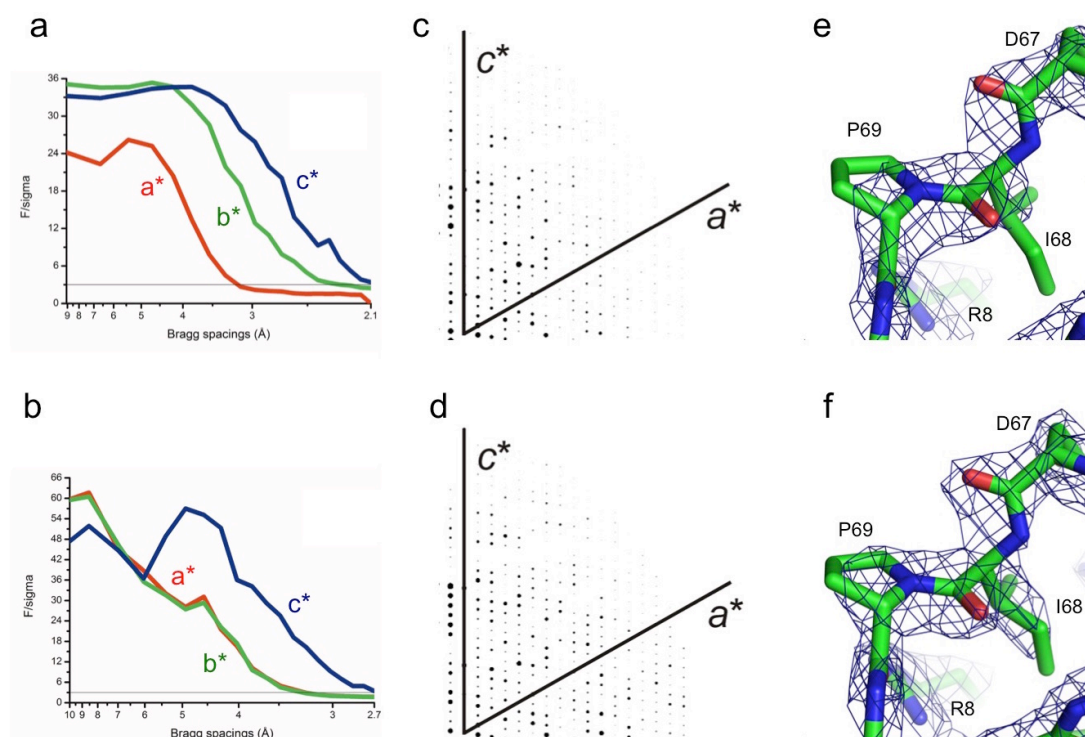 a
36
30
24
18
12
6
0
F/sigma
a*
b*
c*
9 8 7 6 5 4 3 2.1
Bragg spacings (Å)
c
c*
a*
e
D67
P69
I68
R8
b
66
60
54
48
42
36
30
24
18
12
6
0
F/sigma
a*
b*
c*
10 9 8 7 6 5 4 3 2.7
Bragg spacings (Å)
d
c*
a*
f
D67
P69
I68
R8